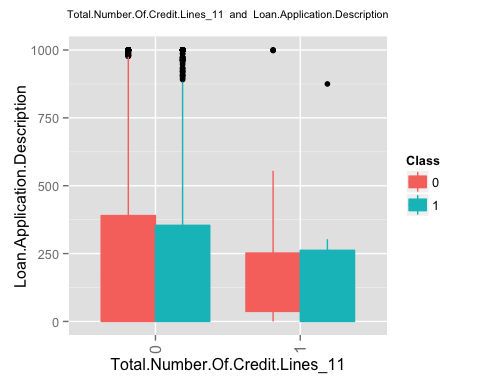 Total.Number.Of.Credit.Lines_11 and Loan.Application.Description
1000
750
500
250
0
Loan.Application.Description
0
1
Total.Number.Of.Credit.Lines_11
Class
0
1